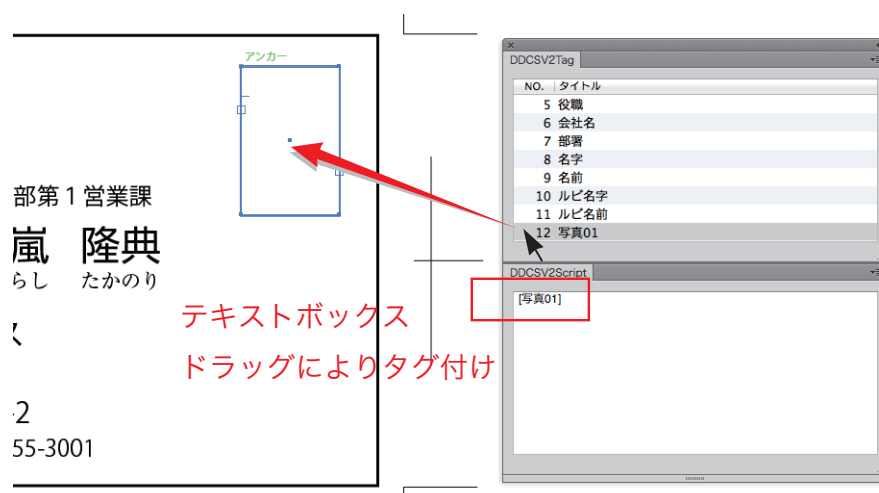 アンカー
部第1営業課
嵐 隆典
らし たかのり
-2
55-3001
テキストボックス
ドラッグによりタグ付け
DDCSV2Tag
NO. タイトル
5 役職
6 会社名
7 部署
8 名字
9 名前
10 ルビ名字
11 ルビ名前
12 写真01
DDCSV2Script
[写真01]